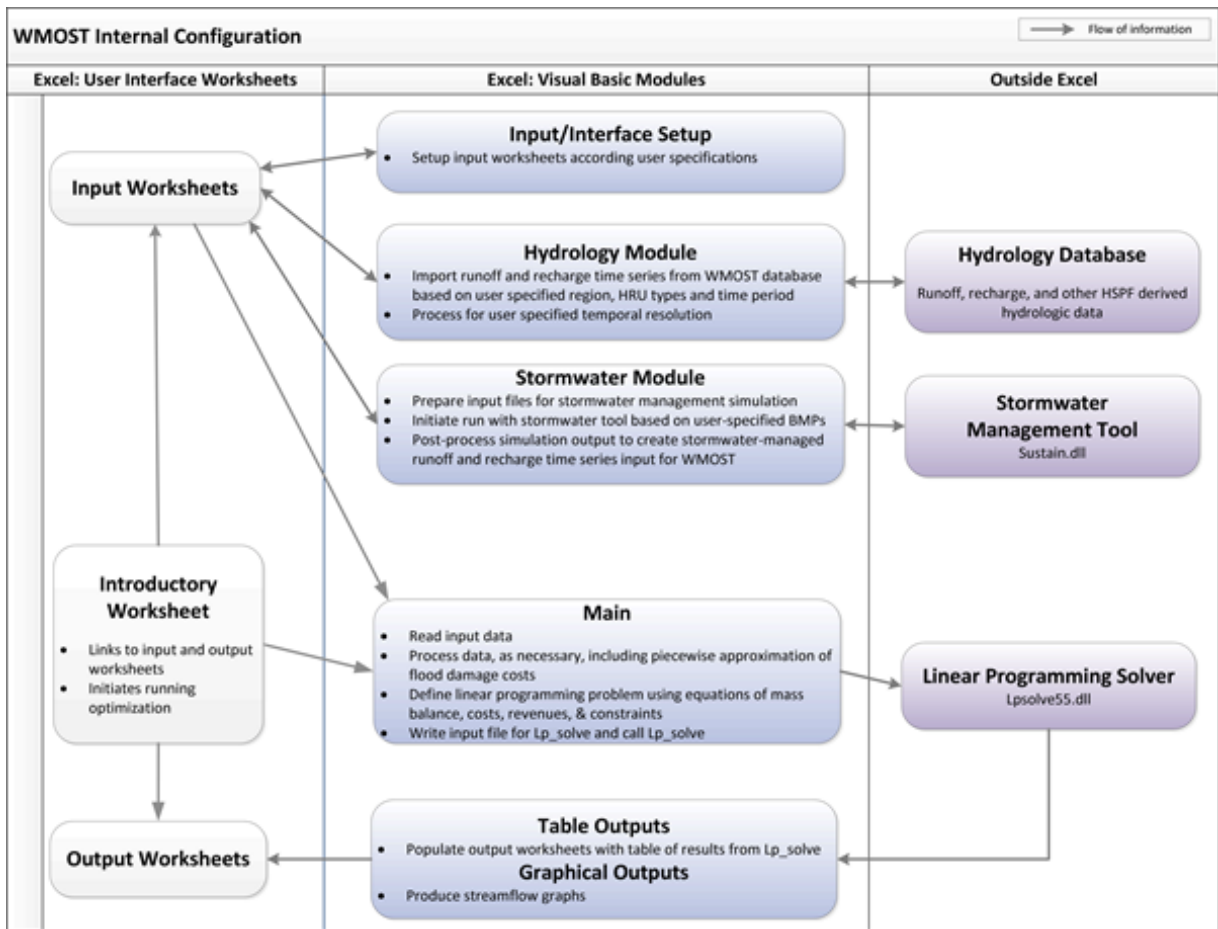 WMOST Internal Configuration
Flow of information
Excel: User Interface Worksheets
Excel: Visual Basic Modules
Outside Excel
Input Worksheets
Input/Interface Setup
• Setup input worksheets according user specifications
Hydrology Module
• Import runoff and recharge time series from WMOST database
based on user specified region, HRU types and time period
• Process for user specified temporal resolution
Hydrology Database
Runoff, recharge, and other HSPF derived
hydrologic data
Stormwater Module
• Prepare input files for stormwater management simulation
• Initiate run with stormwater tool based on user-specified BMPs
• Post-process simulation output to create stormwater-managed
runoff and recharge time series input for WMOST
Stormwater
Management Tool
Sustain.dll
Introductory
Worksheet
• Links to input and output
worksheets
• Initiates running
optimization
Main
• Read input data
• Process data, as necessary, including piecewise approximation of
flood damage costs
• Define linear programming problem using equations of mass
balance, costs, revenues, & constraints
• Write input file for Lp_solve and call Lp_solve
Linear Programming Solver
Lpsolve55.dll
Output Worksheets
Table Outputs
• Populate output worksheets with table of results from Lp_solve
Graphical Outputs
• Produce streamflow graphs